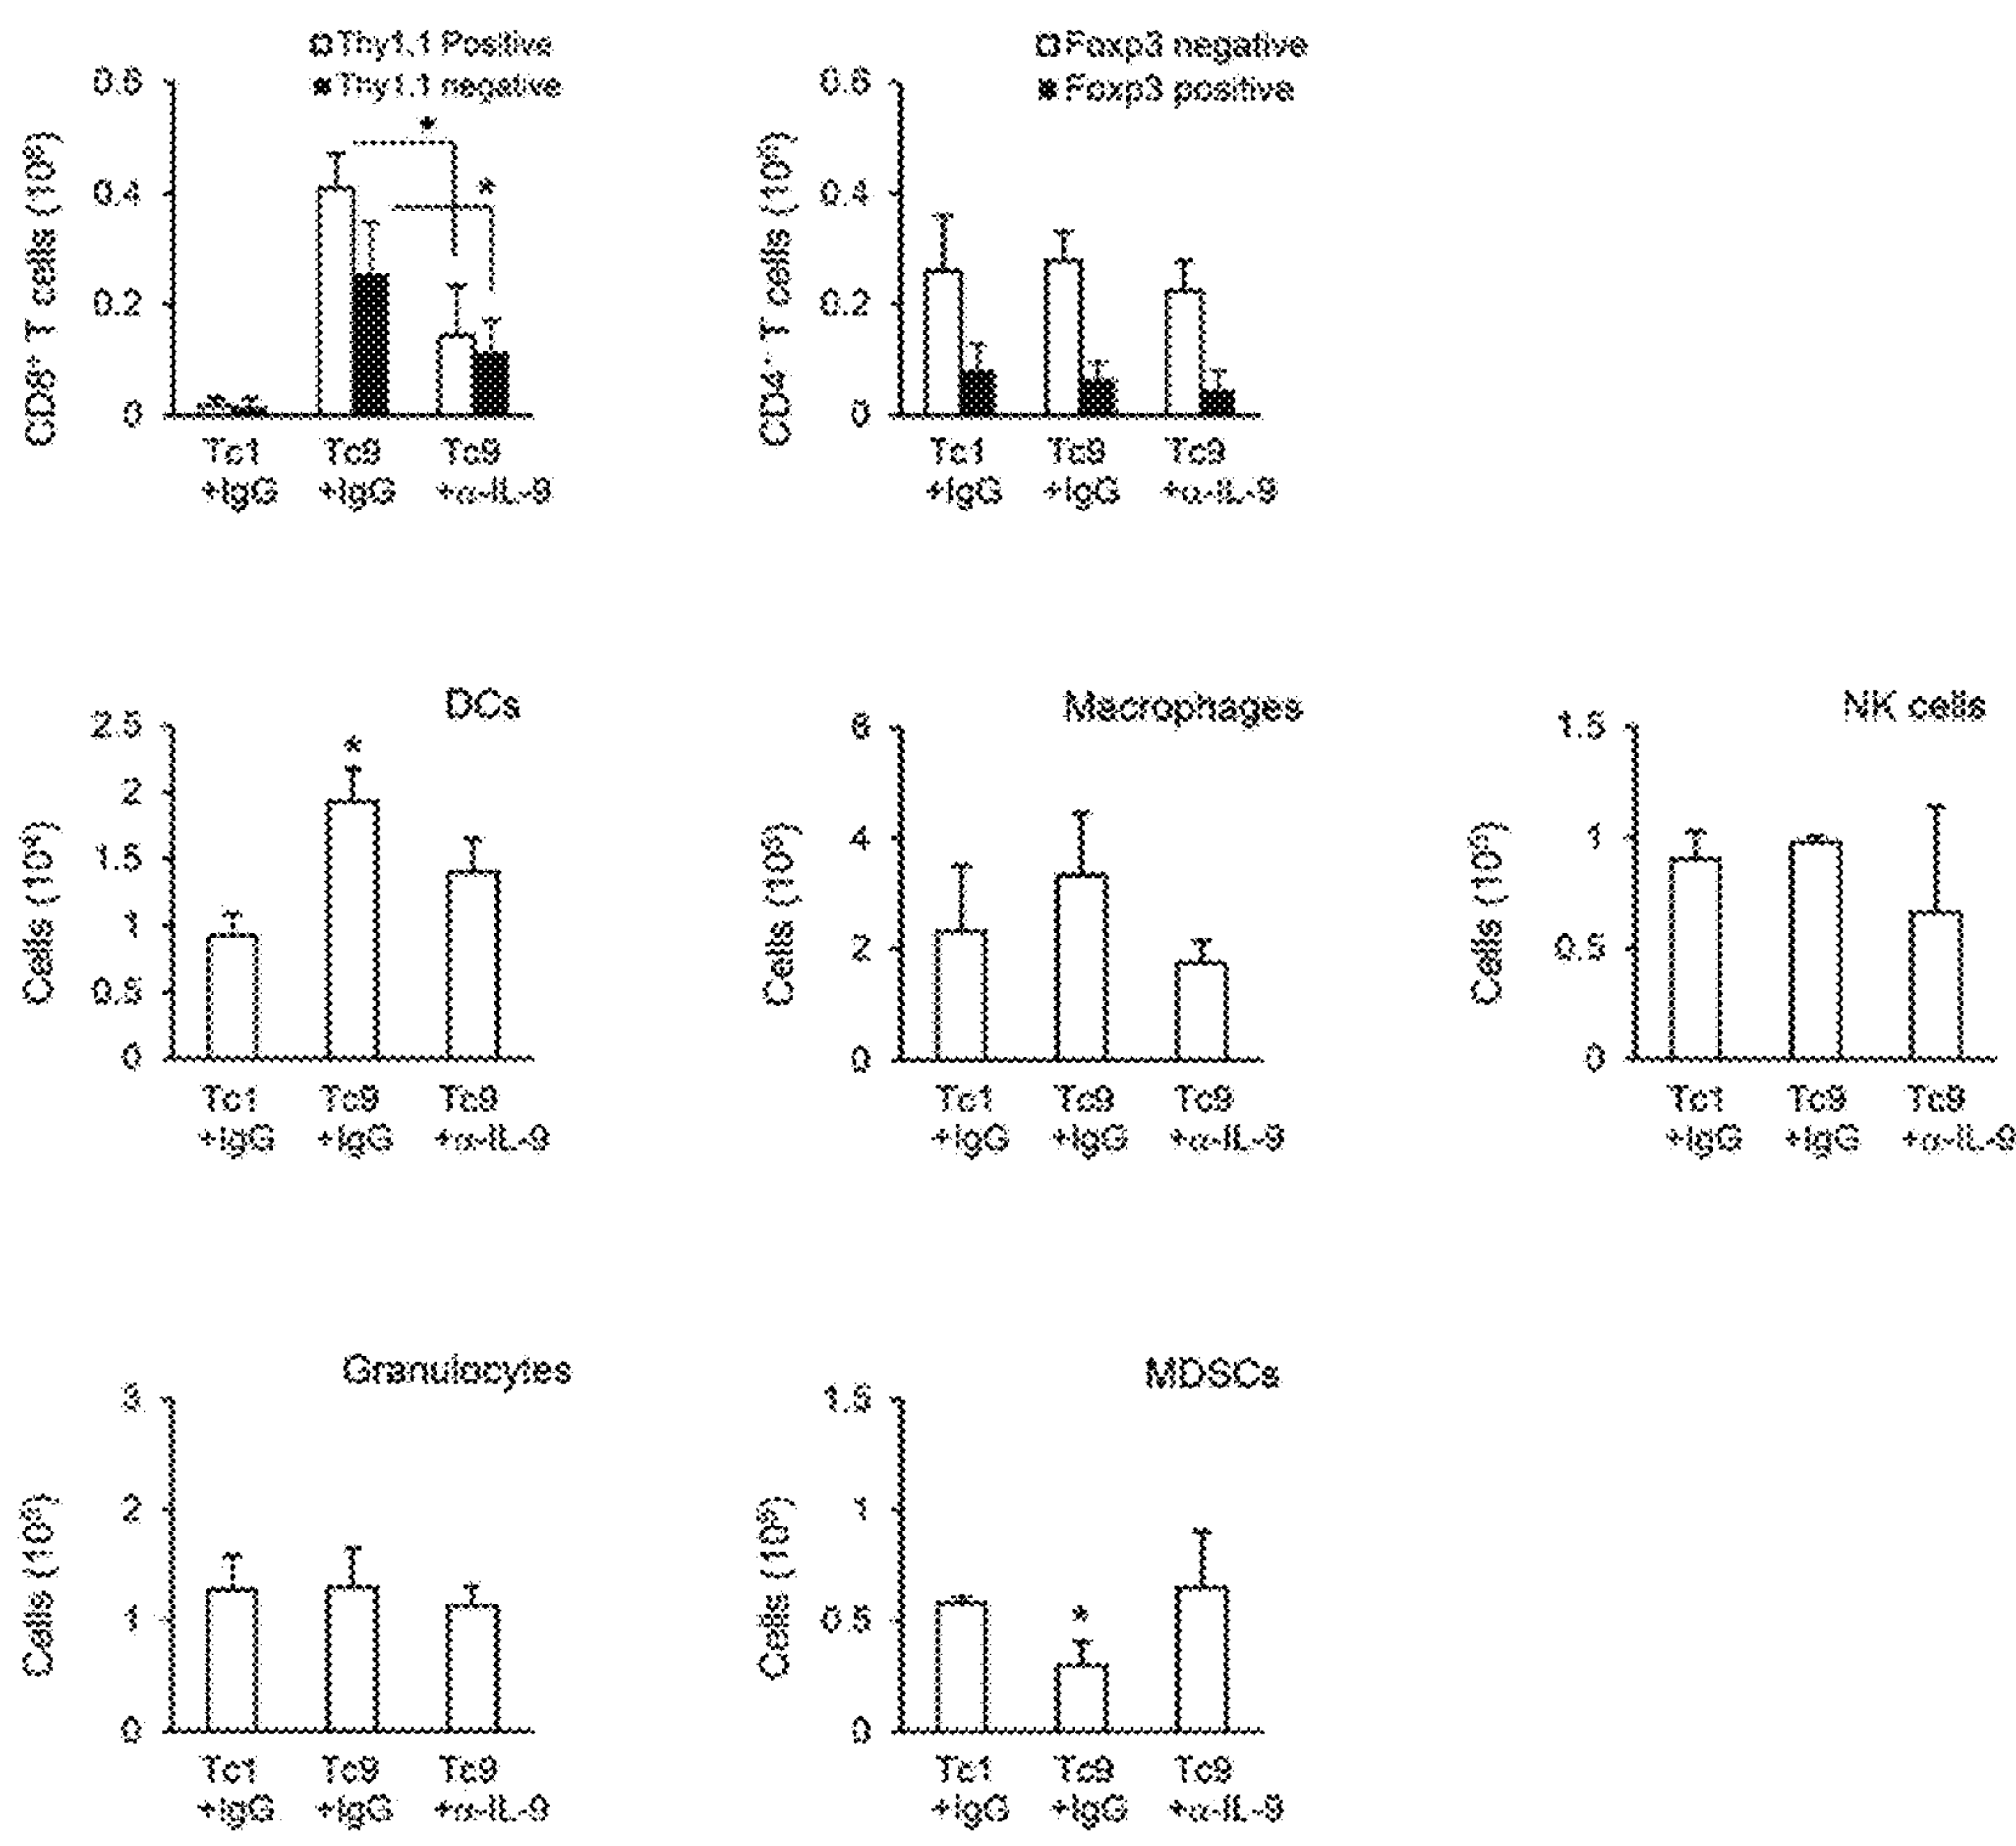 Thy1.1 Positive
Thy1.1 negative
0.6
0.4
0.2
0
CD8⁺ T cells (10⁶)
*
*
Tc1 Tc9 Tc9
+IgG +IgG +α-IL-9
Foxp3 negative
Foxp3 positive
0.6
0.4
0.2
0
CD4⁺ T cells
Tc1 Tc9 Tc9
+IgG +IgG +α-IL-9
DCs
2.5
2
1.5
1
0.5
0
Cells
*
Tc1 Tc9 Tc9
+IgG +IgG +α-IL-9
Macrophages
6
4
2
0
Cells (10⁵)
Tc1 Tc9 Tc9
+IgG +IgG +α-IL-9
NK cells
1.5
1
0.5
0
Cells
Tc1 Tc9 Tc9
+IgG +IgG +α-IL-9
Granulocytes
3
2
1
0
Cells
Tc1 Tc9 Tc9
+IgG +IgG +α-IL-9
MDSCs
1.5
1
0.5
0
Cells
*
Tc1 Tc9 Tc9
+IgG +IgG +α-IL-9